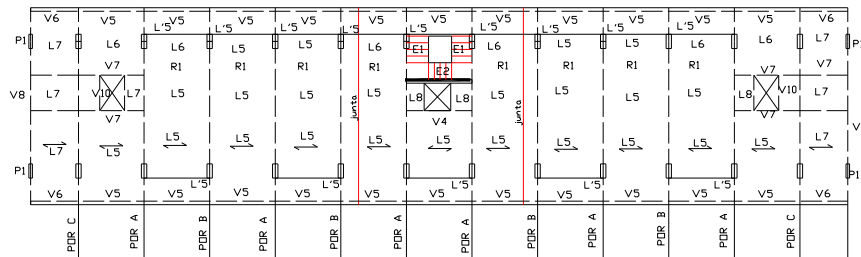 V6 V5 V5 V5 V5 V5 V5 V5 V5 V5 V5 V5 V6
L'5 L'5 L'5 L'5 L'5 L'5 L'5 L'5 L'5
P1 L7 L6 L6 L5 L5 L6 E1 E1 L6 L5 L5 L6 L6 L7 P1
V7 R1 R1 R1 R1 E2 R1 R1 R1 R1 V7 V7
V8 L7 V10 L7 L5 L5 L5 L5 L8 L8 L5 L5 L5 L5 L8 V10 L7
junta junta
V7 V4 V7 V
L7 L5 L5 L5 L5 L5 L5 L5 L5 L5 L5 L5 L7
P1 P1
L'5 L'5 L'5 L'5 L'5
V6 V5 V5 V5 V5 V5 V5 V5 V5 V5 V5 V5 V6
POR C POR A POR B POR A POR B POR A POR A POR B POR A POR B POR A POR C